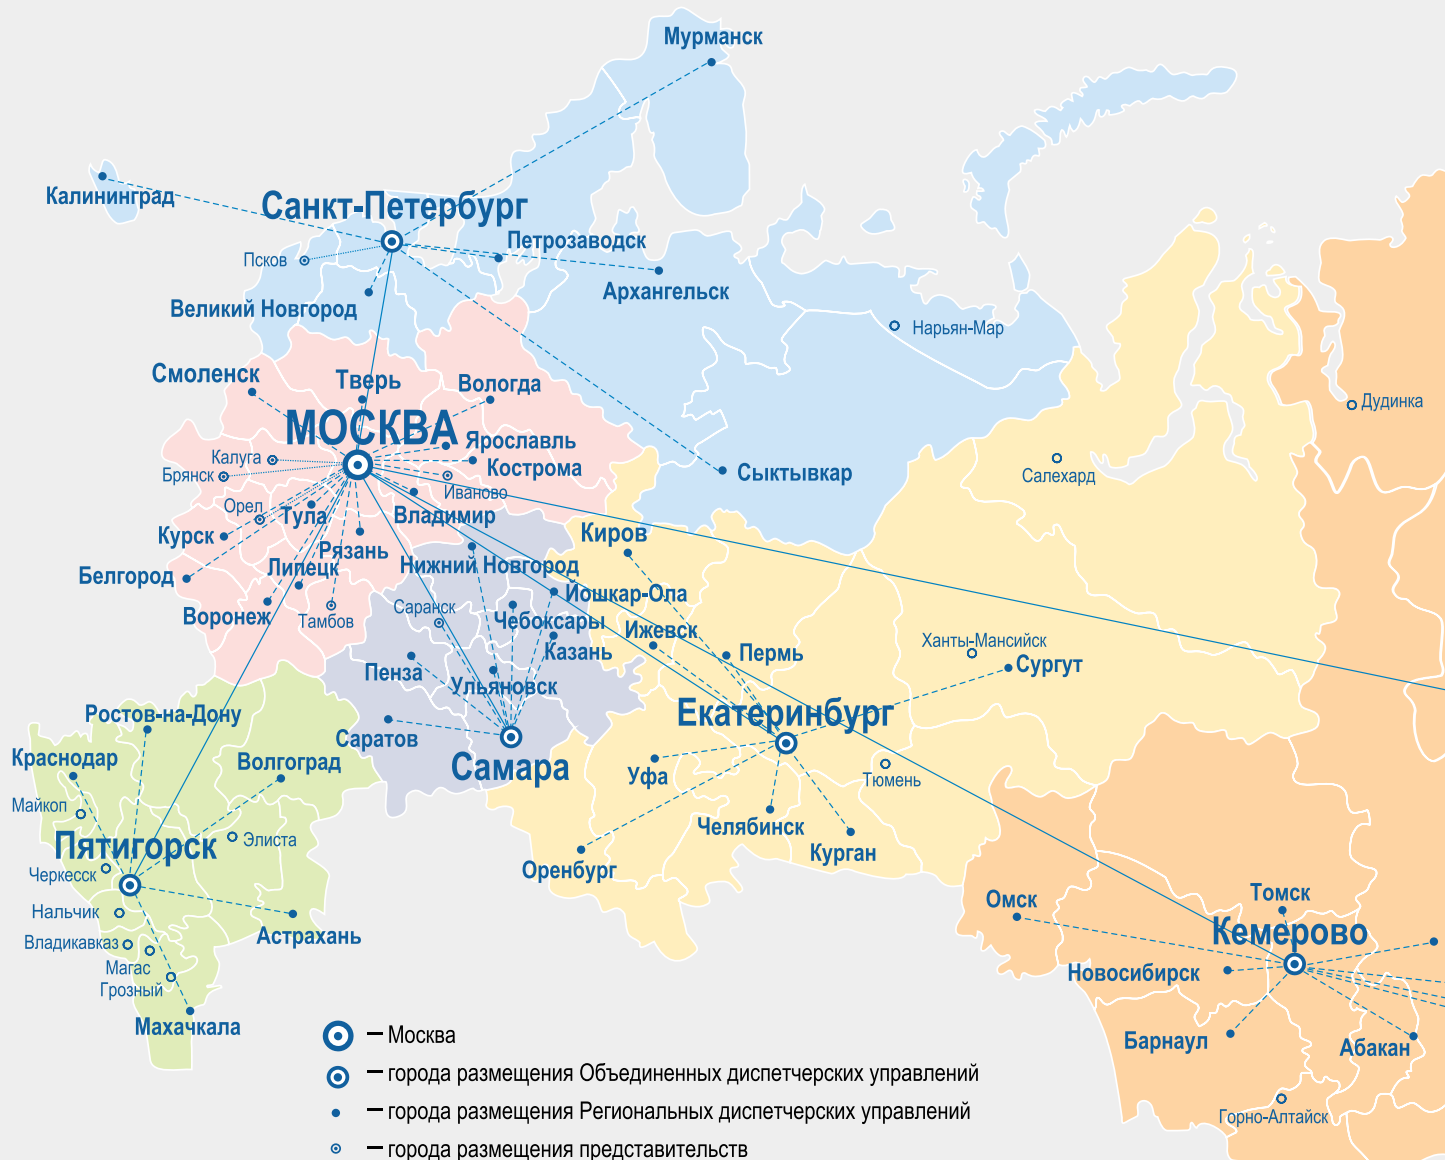 Мурманск
Калининград
Санкт-Петербург
Петрозаводск
Псков
Архангельск
Великий Новгород
Нарьян-Мар
Смоленск
Тверь
Вологда
Дудинка
МОСКВА
Ярославль
Калуга
Кострома
Брянск
Сыктывкар
Салехард
Иваново
Орел
Тула
Владимир
Курск
Киров
Рязань
Нижний Новгород
Липецк
Белгород
Йошкар-Ола
Саранск
Воронеж
Тамбов
Чебоксары
Ижевск
Ханты-Мансийск
Казань
Пермь
Сургут
Пенза
Ульяновск
Ростов-на-Дону
Екатеринбург
Саратов
Краснодар
Волгоград
Самара
Уфа
Тюмень
Майкоп
Челябинск
Элиста
Пятигорск
Курган
Оренбург
Черкесск
Томск
Омск
Нальчик
Кемерово
Астрахань
Владикавказ
Магас
Новосибирск
Грозный
Махачкала
Барнаул
Абакан
– Москва
– города размещения Объединенных диспетчерских управлений
– города размещения Региональных диспетчерских управлений
Горно-Алтайск
– города размещения представительств